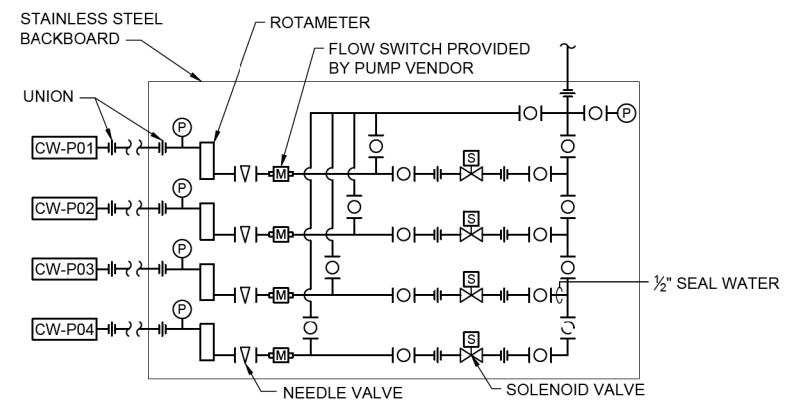 STAINLESS STEEL
BACKBOARD
ROTAMETER
FLOW SWITCH PROVIDED
BY PUMP VENDOR
UNION
P
P
CW-P01
S
M
P
CW-P02
S
M
P
CW-P03
S
M
½" SEAL WATER
P
CW-P04
S
M
NEEDLE VALVE
SOLENOID VALVE